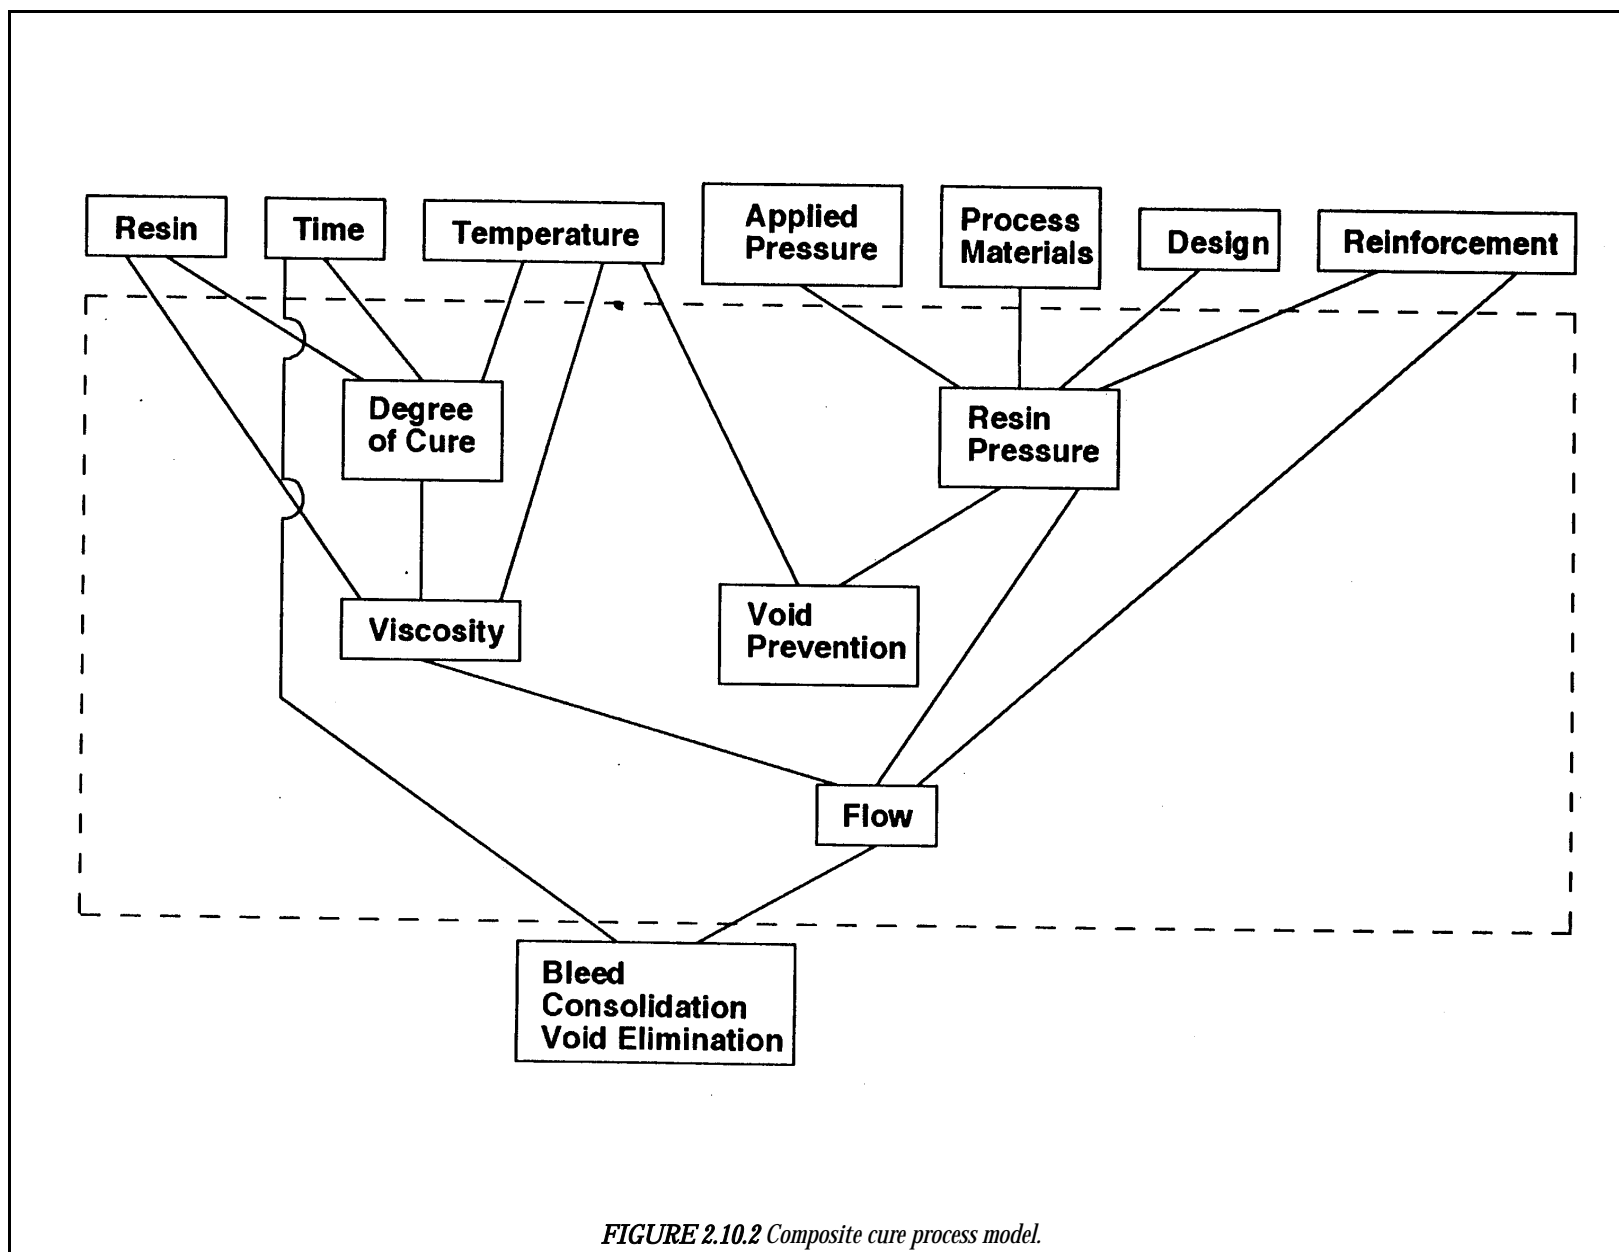 Resin
Time
Temperature
Applied
Pressure
Process
Materials
Design
Reinforcement
Degree
of Cure
Resin
Pressure
Viscosity
Void
Prevention
Flow
Bleed
Consolidation
Void Elimination
FIGURE 2.10.2 Composite cure process model.